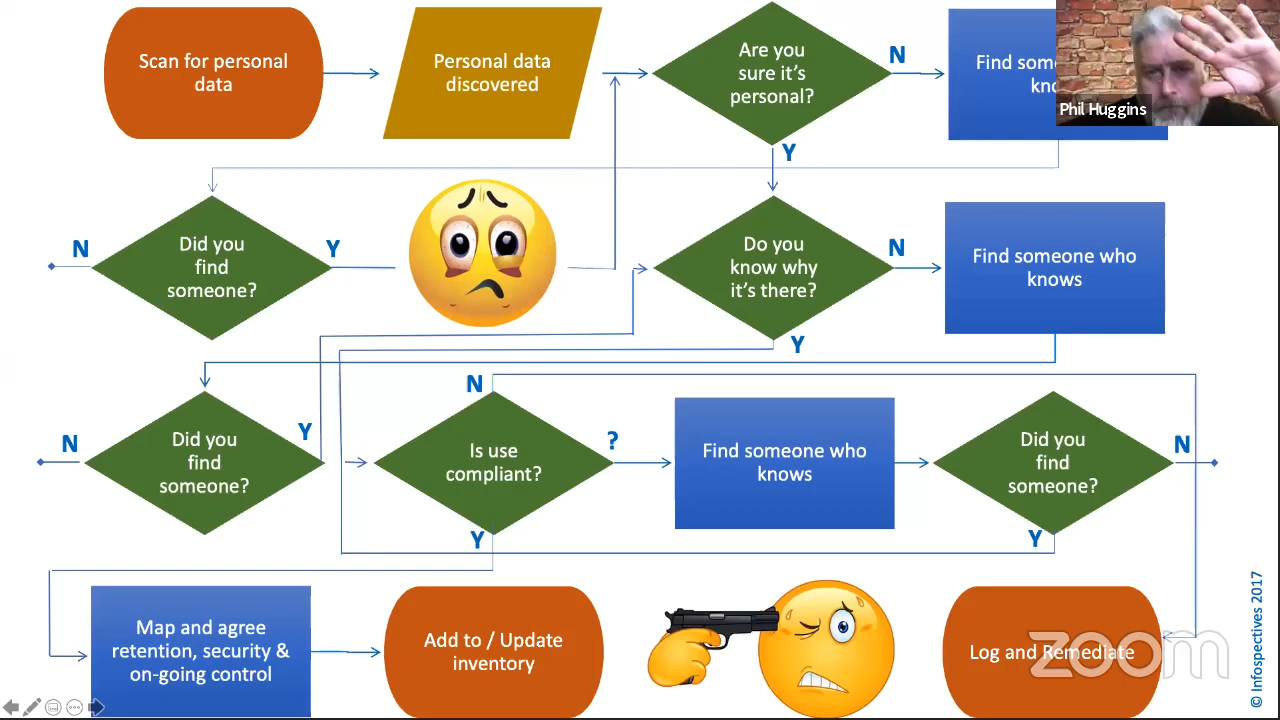 Scan for personal
data
Personal data
discovered
Are you
sure it's
personal?
N
Phil Huggins
Y
N
Did you
find
someone?
Y
Do you
know why
it's there?
N
Find someone who
knows
Y
N
Did you
find
someone?
Y
N
Is use
compliant?
?
Y
Find someone who
knows
Did you
find
someone?
N
Y
Map and agree
retention, security &
on-going control
Add to / Update
inventory
Log and Remediate
zoom
© Infospectives 2017